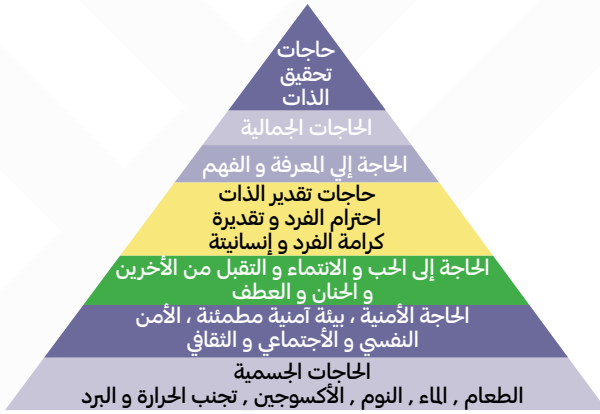 حاجات
تحقيق
الذات
الحاجات الجمالية
الحاجة إلي المعرفة و الفهم
حاجات تقدير الذات
احترام الفرد و تقديرة
كرامة الفرد و إنسانيتة
الحاجة إلى الحب و الانتماء و التقبل من الأخرين
و الحنان و العطف
الحاجة الأمنية ، بيئة آمنية مطمئنة ، الأمن
النفسي و الأجتماعي و الثقافي
الحاجات الجسمية
الطعام , الماء , النوم , الأكسوجين , تجنب الحرارة و البرد